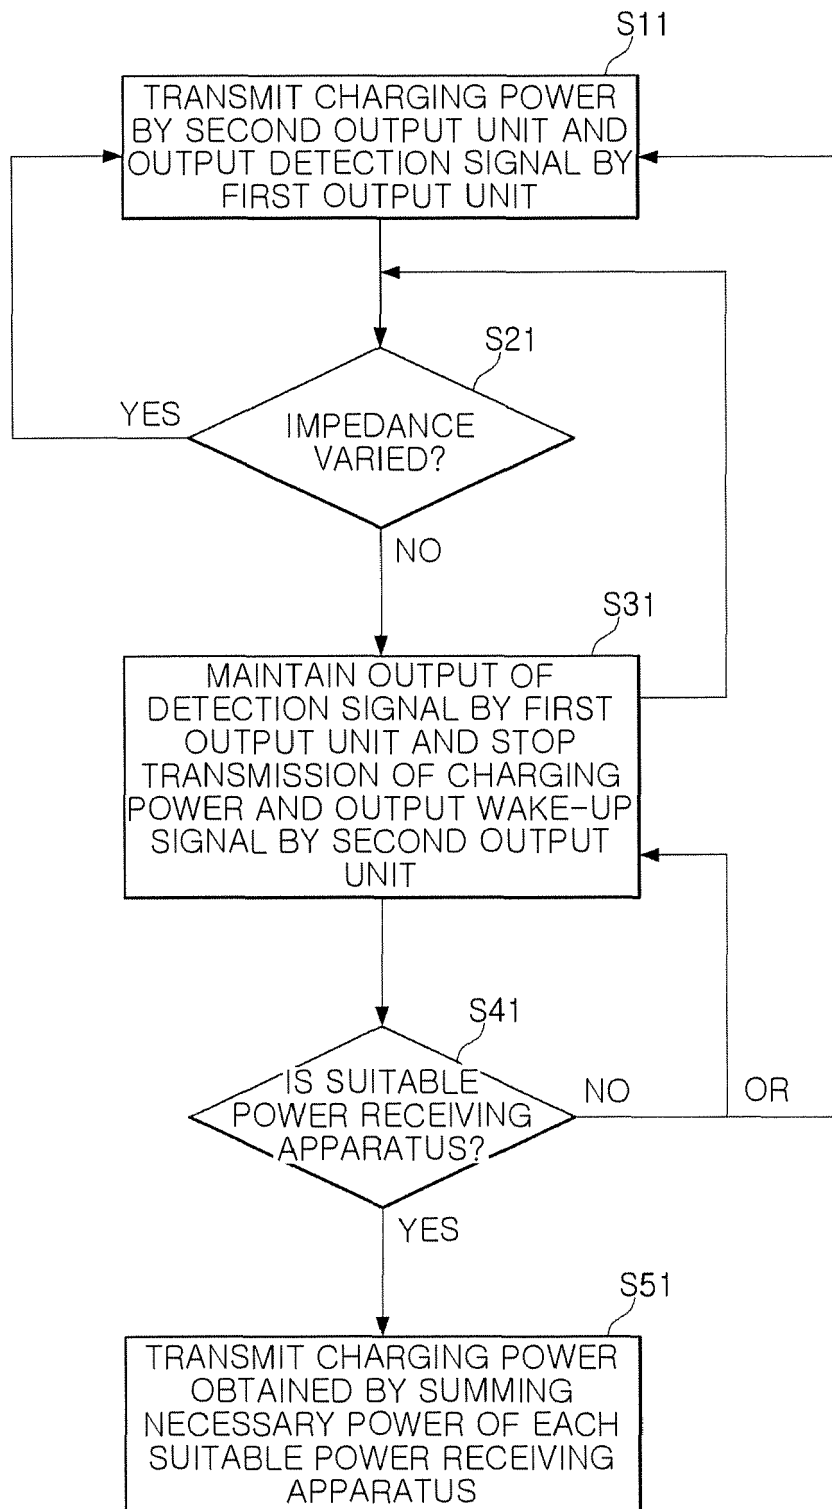 S11
TRANSMIT CHARGING POWER
BY SECOND OUTPUT UNIT AND
OUTPUT DETECTION SIGNAL BY
FIRST OUTPUT UNIT
S21
YES
IMPEDANCE
VARIED?
NO
S31
MAINTAIN OUTPUT OF
DETECTION SIGNAL BY FIRST
OUTPUT UNIT AND STOP
TRANSMISSION OF CHARGING
POWER AND OUTPUT WAKE-UP
SIGNAL BY SECOND OUTPUT
UNIT
S41
IS SUITABLE
POWER RECEIVING
APPARATUS?
NO
OR
YES
S51
TRANSMIT CHARGING POWER
OBTAINED BY SUMMING
NECESSARY POWER OF EACH
SUITABLE POWER RECEIVING
APPARATUS